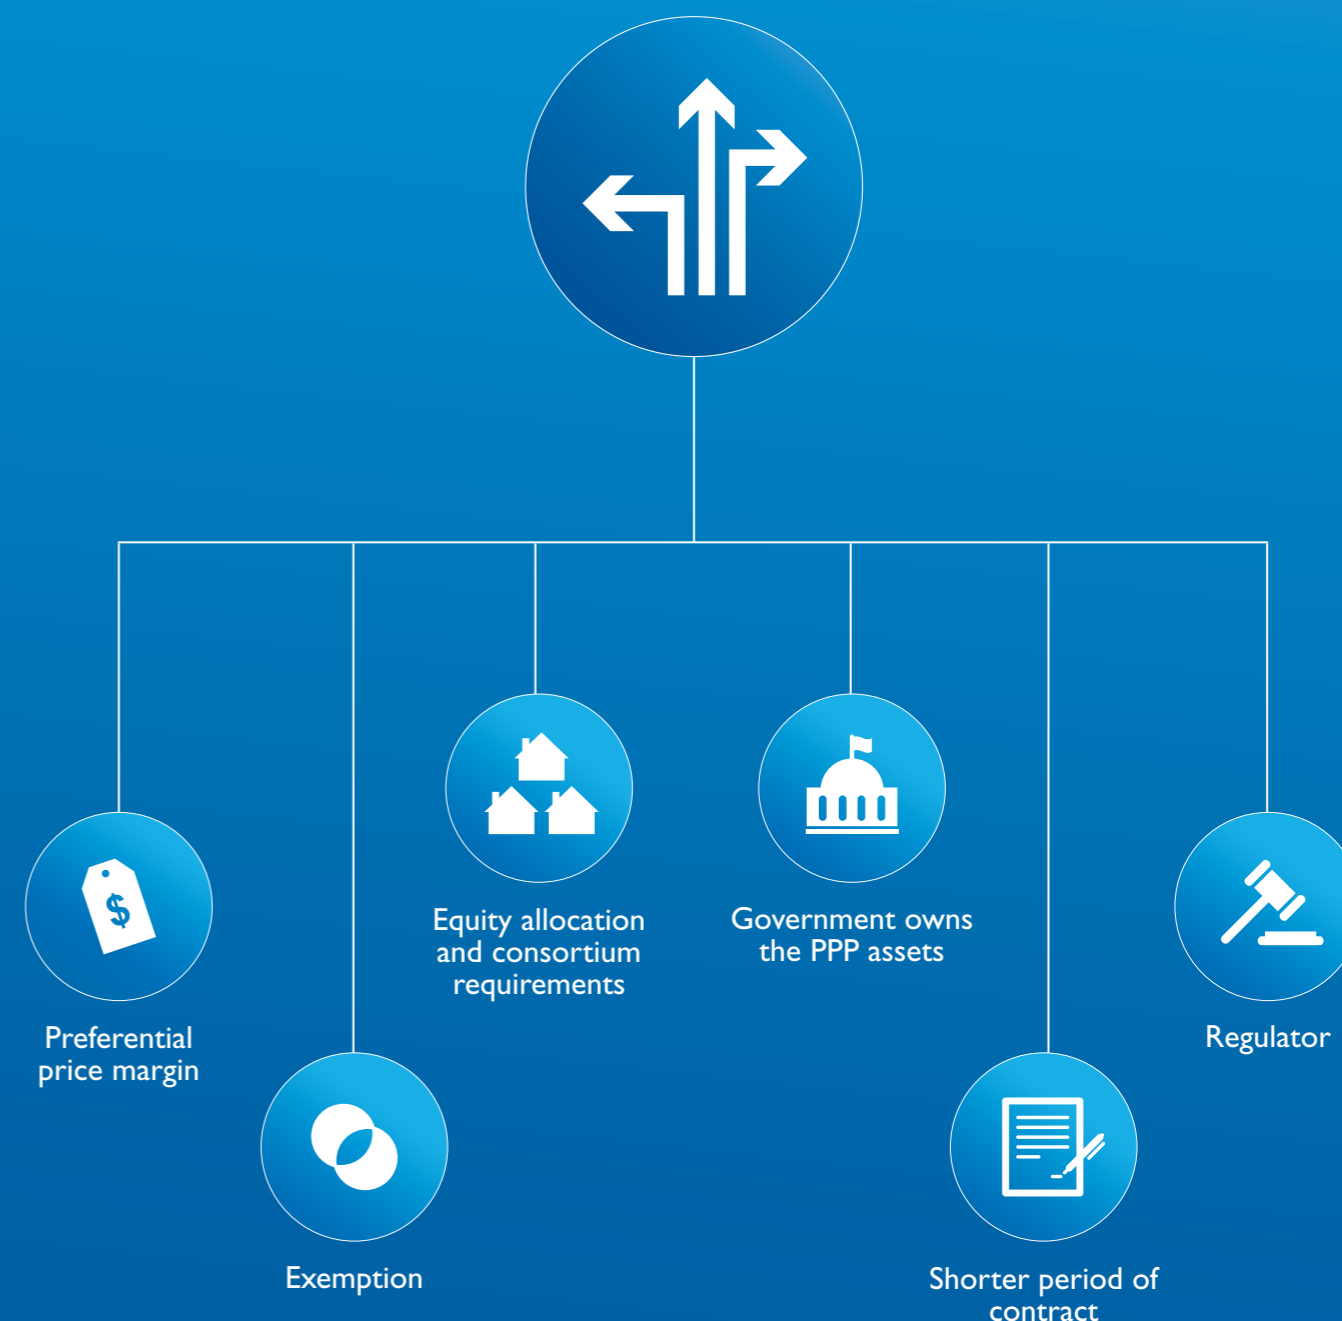 $
Equity allocation
and consortium
requirements
Government owns
the PPP assets
Preferential
price margin
Regulator
Exemption
Shorter period of
contract